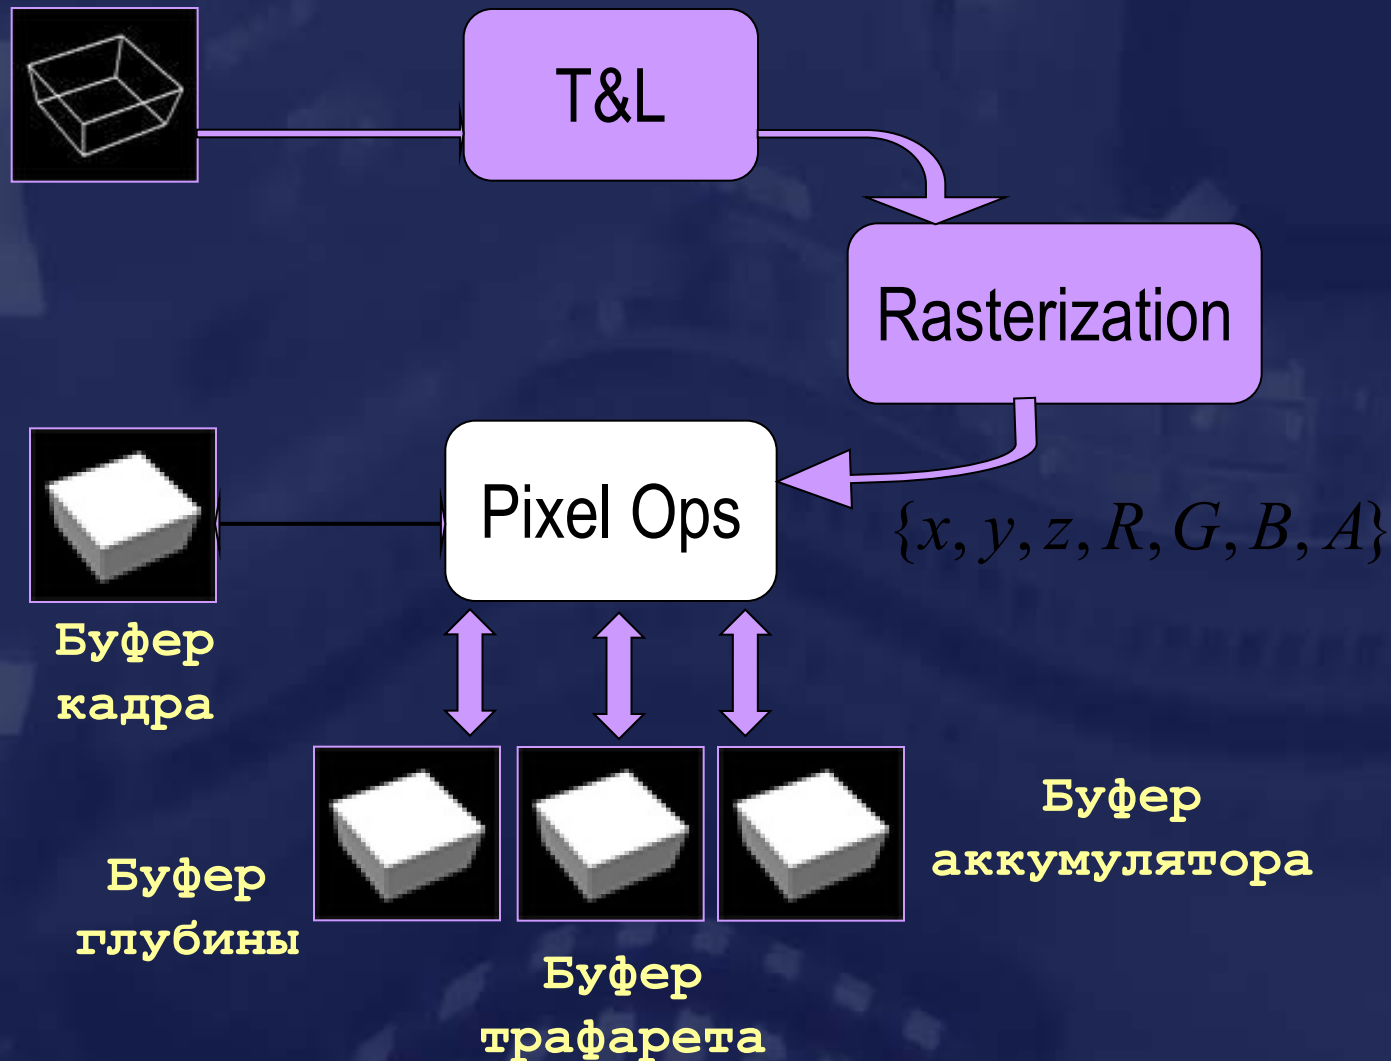 T&L
Rasterization
Pixel Ops
{x, y, z, R, G, B, A}
Буфер
кадра
Буфер
аккумулятора
Буфер
глубины
Буфер
трафарета